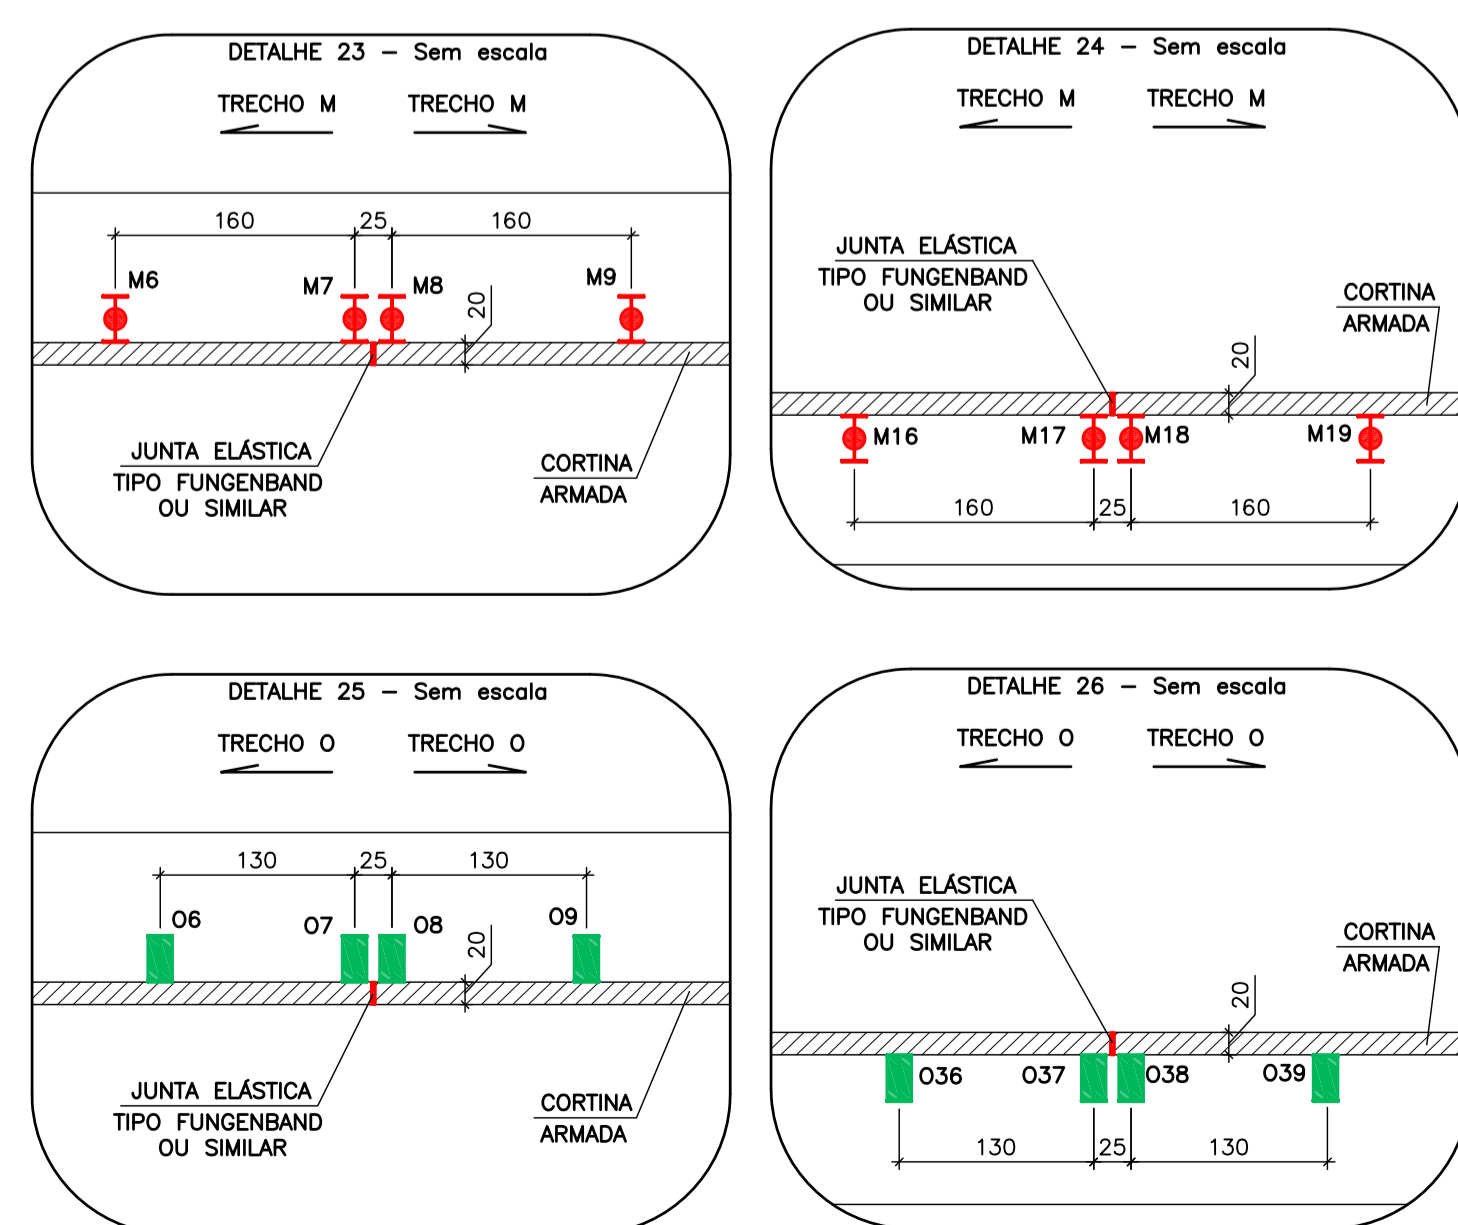 DETALHE 23 - Sem escala
TRECHO M
TRECHO M
160
25
160
M6
M7
M8
M9
20
JUNTA ELÁSTICA
TIPO FUNGENBAND
OU SIMILAR
CORTINA
ARMADA
DETALHE 24 - Sem escala
TRECHO M
TRECHO M
JUNTA ELÁSTICA
TIPO FUNGENBAND
OU SIMILAR
CORTINA
ARMADA
20
M16
M17
M18
M19
160
25
160
DETALHE 25 - Sem escala
TRECHO O
TRECHO O
130
25
130
O6
O7
O8
O9
20
JUNTA ELÁSTICA
TIPO FUNGENBAND
OU SIMILAR
CORTINA
ARMADA
DETALHE 26 - Sem escala
TRECHO O
TRECHO O
JUNTA ELÁSTICA
TIPO FUNGENBAND
OU SIMILAR
CORTINA
ARMADA
20
O36
O37
O38
O39
130
25
130